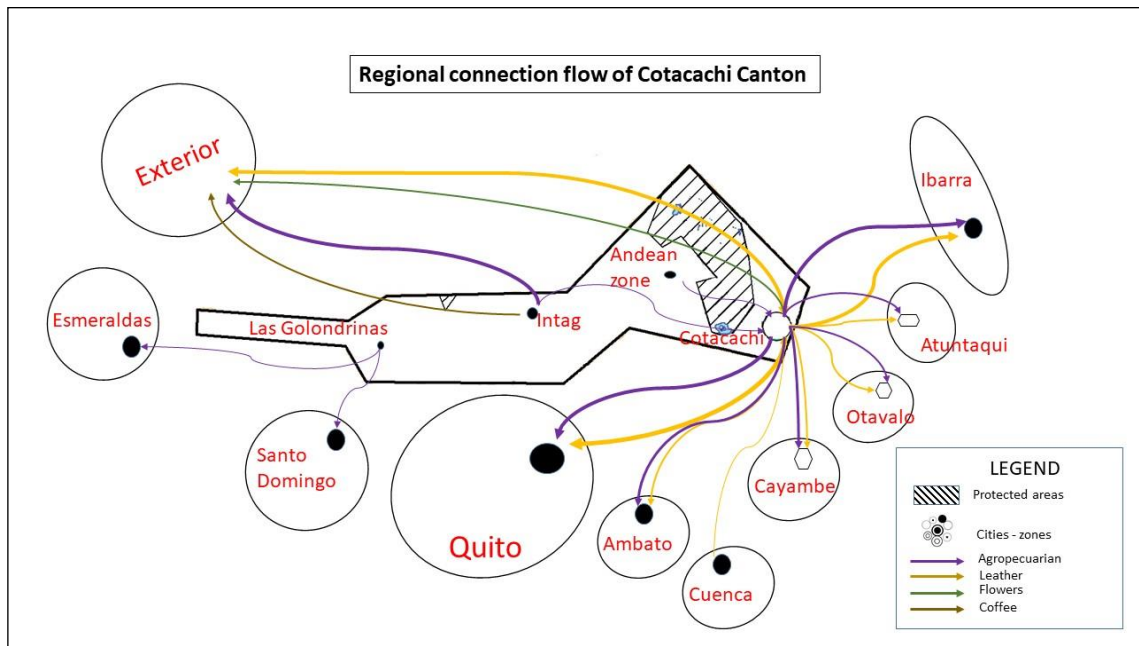 Regional connection flow of Cotacachi Canton
Exterior
Ibarra
Andean
zone
Esmeraldas
Las Golondrinas
Intag
Cotacachi
Atuntaqui
Otavalo
Santo
Domingo
Quito
Ambato
Cayambe
Cuenca
LEGEND
Protected areas
Cities - zones
Agropecuarian
Leather
Flowers
Coffee